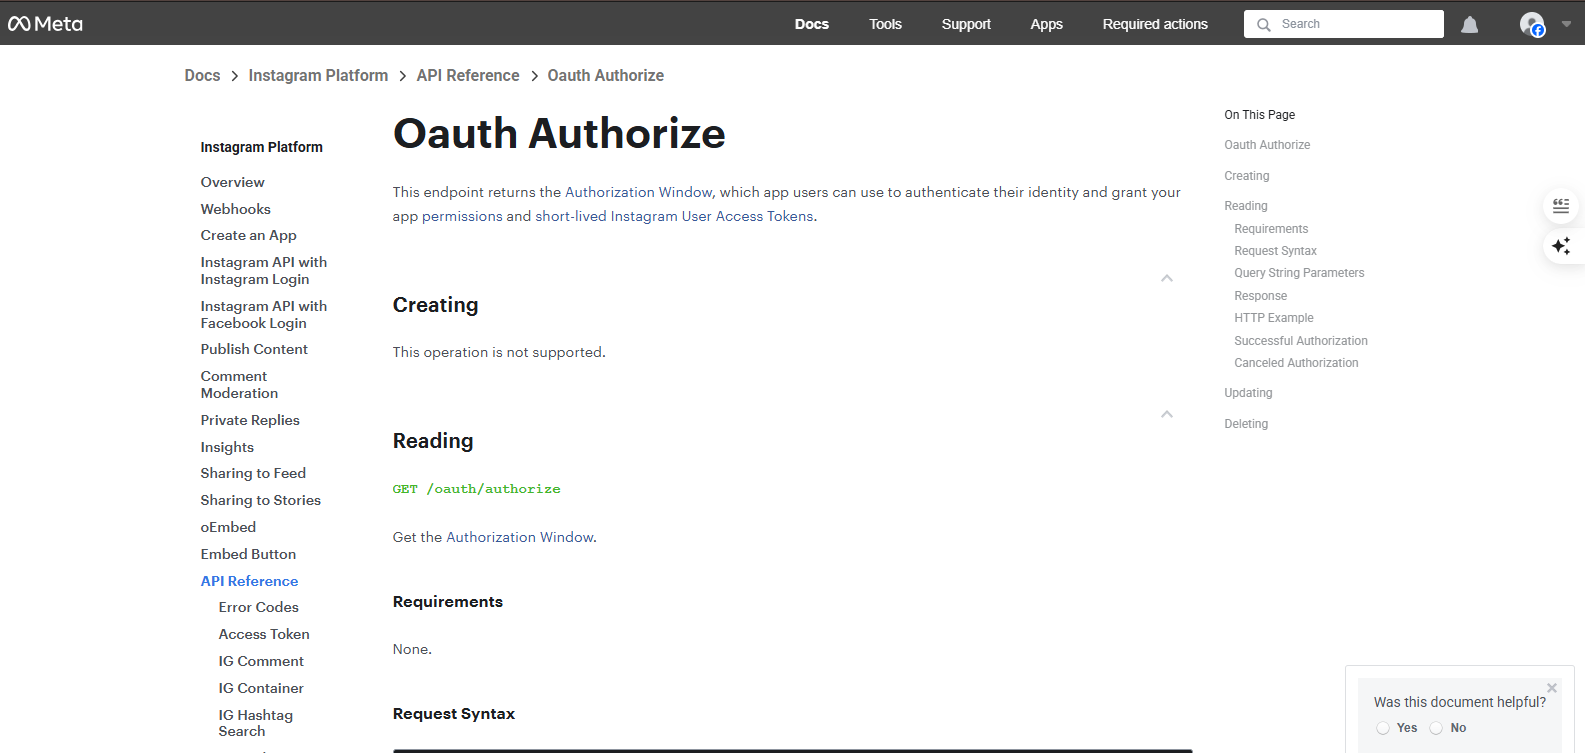 Meta
Docs
Tools
Support
Apps
Required actions
Search
Docs > Instagram Platform > API Reference > Oauth Authorize
Instagram Platform
Overview
Webhooks
Create an App
Instagram API with
Instagram Login
Instagram API with
Facebook Login
Publish Content
Comment
Moderation
Private Replies
Insights
Sharing to Feed
Sharing to Stories
oEmbed
Embed Button
API Reference
Error Codes
Access Token
IG Comment
IG Container
IG Hashtag
Search
Oauth Authorize
This endpoint returns the Authorization Window, which app users can use to authenticate their identity and grant your
app permissions and short-lived Instagram User Access Tokens.
Creating
This operation is not supported.
Reading
GET /oauth/authorize
Get the Authorization Window.
Requirements
None.
Request Syntax
On This Page
Oauth Authorize
Creating
Reading
Requirements
Request Syntax
Query String Parameters
Response
HTTP Example
Successful Authorization
Canceled Authorization
Updating
Deleting
Was this document helpful?
Yes
No